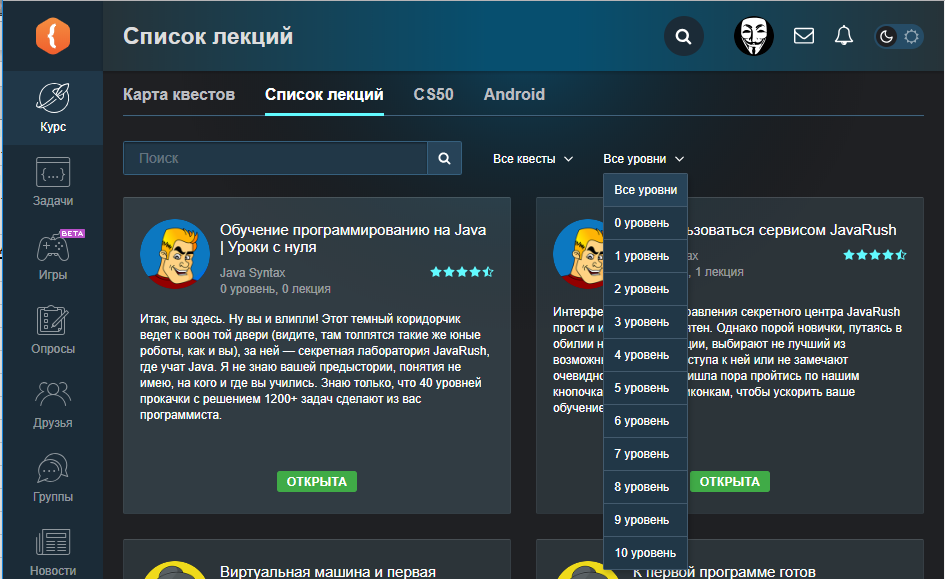 Список лекций
Карта квестов
Список лекций
CS50
Android
Курс
{...}
Задачи
BETA
Игры
Опросы
Друзья
Группы
Новости
Поиск
Все квесты
Все уровни
Все уровни
0 уровень
1 уровень
2 уровень
3 уровень
4 уровень
5 уровень
6 уровень
7 уровень
8 уровень
9 уровень
10 уровень
Обучение программированию на Java
| Уроки с нуля
Java Syntax
0 уровень, 0 лекция
Итак, вы здесь. Ну вы и влипли! Этот темный коридорчик
ведет к воон той двери (видите, там толпятся такие же юные
роботы, как и вы), за ней — секретная лаборатория JavaRush,
где учат Java. Я не знаю вашей предыстории, понятия не
имею, на кого и где вы учились. Знаю только, что 40 уровней
прокачки с решением 1200+ задач сделают из вас
программиста.
ОТКРЫТА
сервисом JavaRush
, 1 лекция
секретного центра JavaRush
прост и
Однако порой новички, путаясь в
обилии
выбирают не лучший из
к ней или не замечают
пора пройтись по нашим
чтобы ускорить ваше
обучение
ОТКРЫТА
Виртуальная машина и первая
К первой программе готов